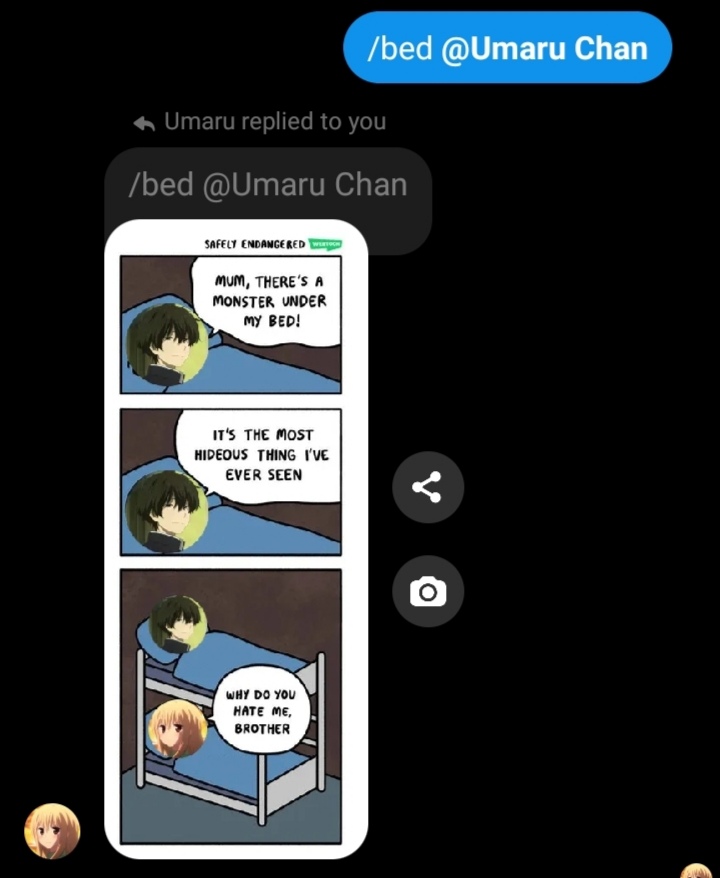 /bed @Umaru Chan
Umaru replied to you
/bed @Umaru Chan
SAFELY ENDANGERED WEBTOON
MUM, THERE'S A
MONSTER UNDER
MY BED!
IT'S THE MOST
HIDEOUS THING I'VE
EVER SEEN
WHY DO YOU
HATE ME,
BROTHER